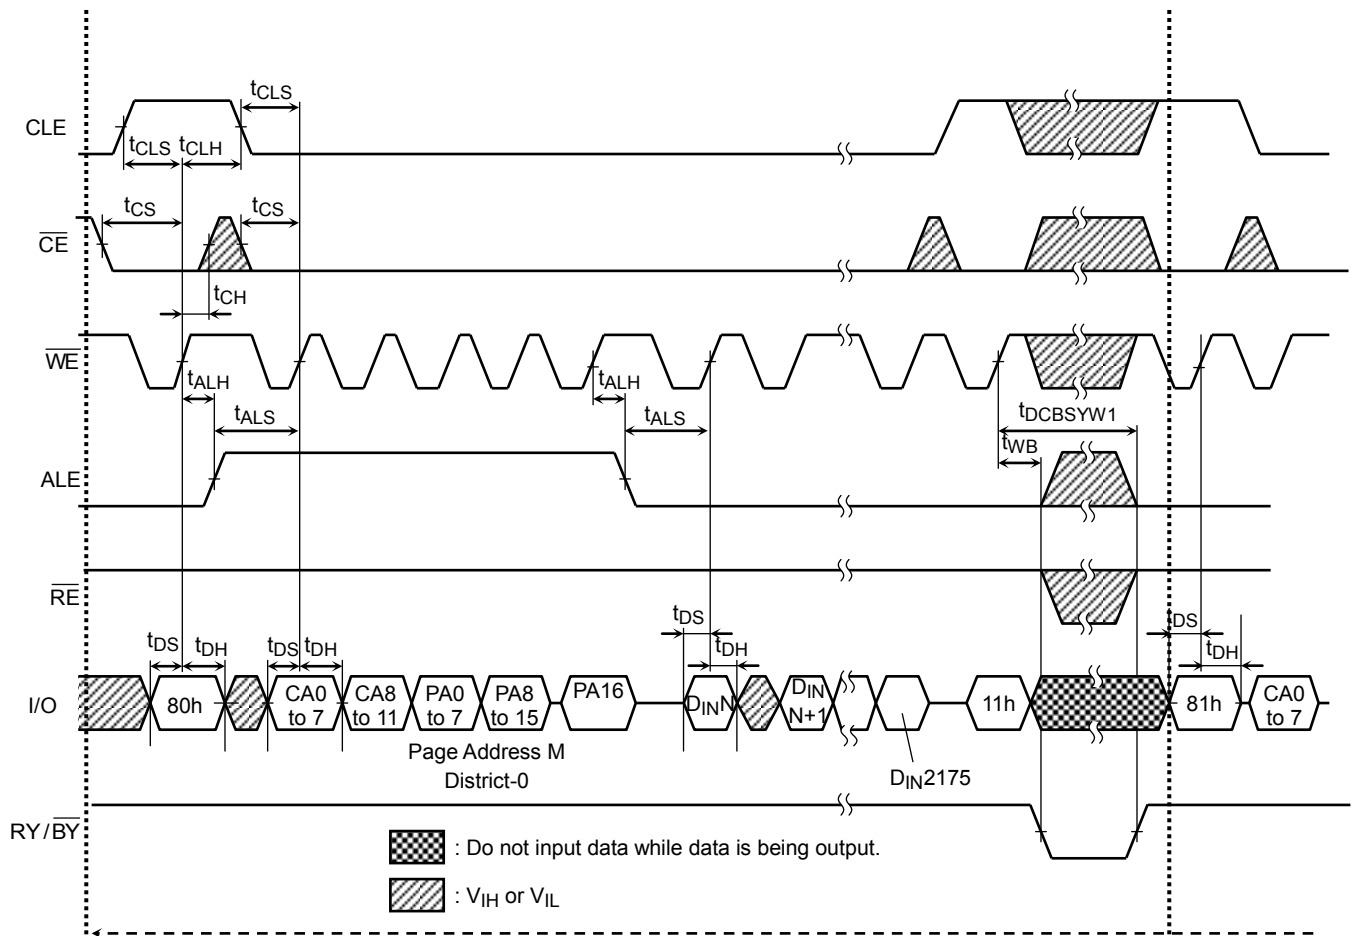 tCLS
CLE
tCLS tCLH
tCS tCS
CE
tCH
WE
tALH tALH
tDCBSYW1
tALS tALS
tWB
ALE
RE
tDS tDH tDS tDH tDS tDH tDS tDH
I/O
80h
CA0 to 7
CA8 to 11
PA0 to 7
PA8 to 15
PA16
DINN
DIN N+1
11h
81h
CA0 to 7
Page Address M
District-0
DIN2175
RY/BY
: Do not input data while data is being output.
: VIH or VIL